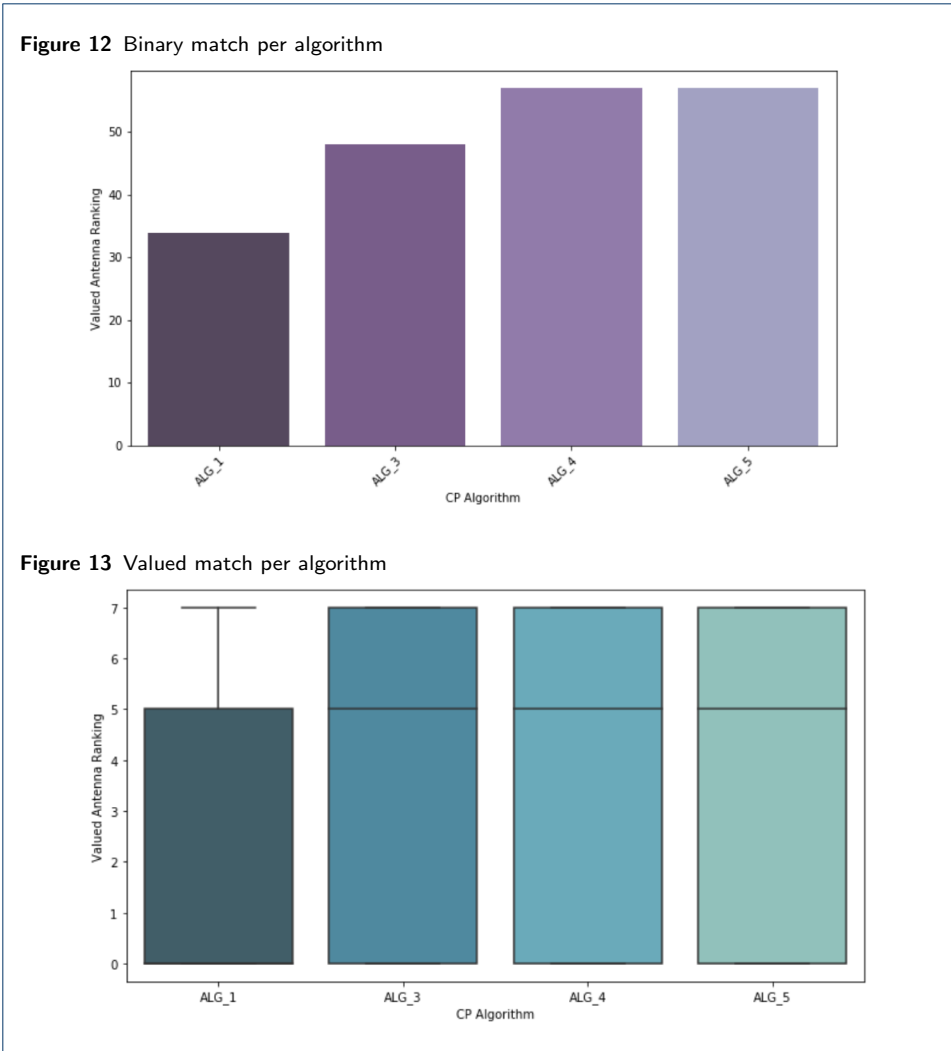 Figure 12 Binary match per algorithm
Valued Antenna Ranking
50
40
30
20
10
0
ALG_1 ALG_3 ALG_4 ALG_5
CP Algorithm
Figure 13 Valued match per algorithm
Valued Antenna Ranking
7
6
5
4
3
2
1
0
ALG_1 ALG_3 ALG_4 ALG_5
CP Algorithm